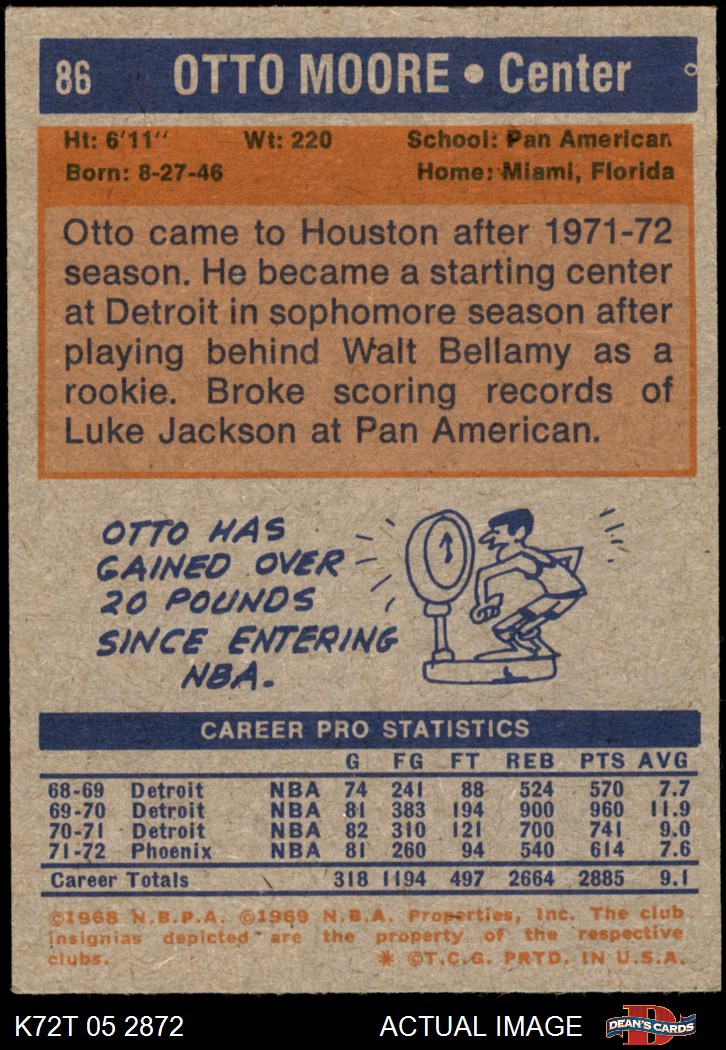 86 OTTO MOORE • Center
Ht: 6'11" Wt: 220 School: Pan American
Born: 8-27-46 Home: Miami, Florida
Otto came to Houston after 1971-72
season. He became a starting center
at Detroit in sophomore season after
playing behind Walt Bellamy as a
rookie. Broke scoring records of
Luke Jackson at Pan American.
OTTO HAS
GAINED OVER
20 POUNDS
SINCE ENTERING
NBA.
CAREER PRO STATISTICS
G FG FT REB PTS AVG
68-69 Detroit NBA 74 241 88 524 570 7.7
69-70 Detroit NBA 81 383 194 900 960 11.9
70-71 Detroit NBA 82 310 121 700 741 9.0
71-72 Phoenix NBA 81 260 94 540 614 7.6
Career Totals 318 1194 497 2664 2885 9.1
©1968 N.B.P.A. ©1969 N.B.A. Properties, Inc. The club
insignias depicted are the property of the respective
clubs. * ©T.C.G. PRTD. IN U.S.A.
K72T 05 2872 ACTUAL IMAGE D DEAN'S CARDS